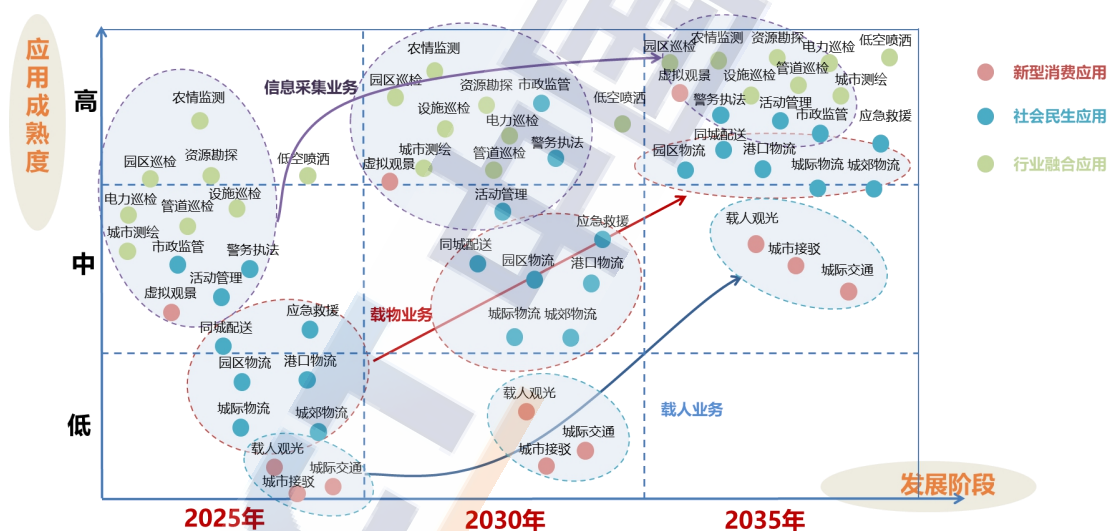 应用成熟度
高
中
低
信息采集业务
载物业务
载人业务
农情监测
园区巡检
资源勘探
低空喷洒
电力巡检
管道巡检
设施巡检
城市测绘
市政监管
警务执法
活动管理
虚拟观景
同城配送
应急救援
园区物流
港口物流
城际物流
城郊物流
载人观光
城市接驳
城际交通
农情监测
园区巡检
资源勘探
市政监管
低空喷洒
设施巡检
电力巡检
城市测绘
管道巡检
警务执法
虚拟观景
活动管理
应急救援
同城配送
园区物流
港口物流
城际物流
城郊物流
载人观光
城际交通
城市接驳
农情监测
资源勘探
低空喷洒
园区巡检
电力巡检
虚拟观景
设施巡检
管道巡检
城市测绘
警务执法
活动管理
市政监管
应急救援
同城配送
园区物流
港口物流
城际物流
城郊物流
载人观光
城市接驳
城际交通
新型消费应用
社会民生应用
行业融合应用
发展阶段
2025年
2030年
2035年